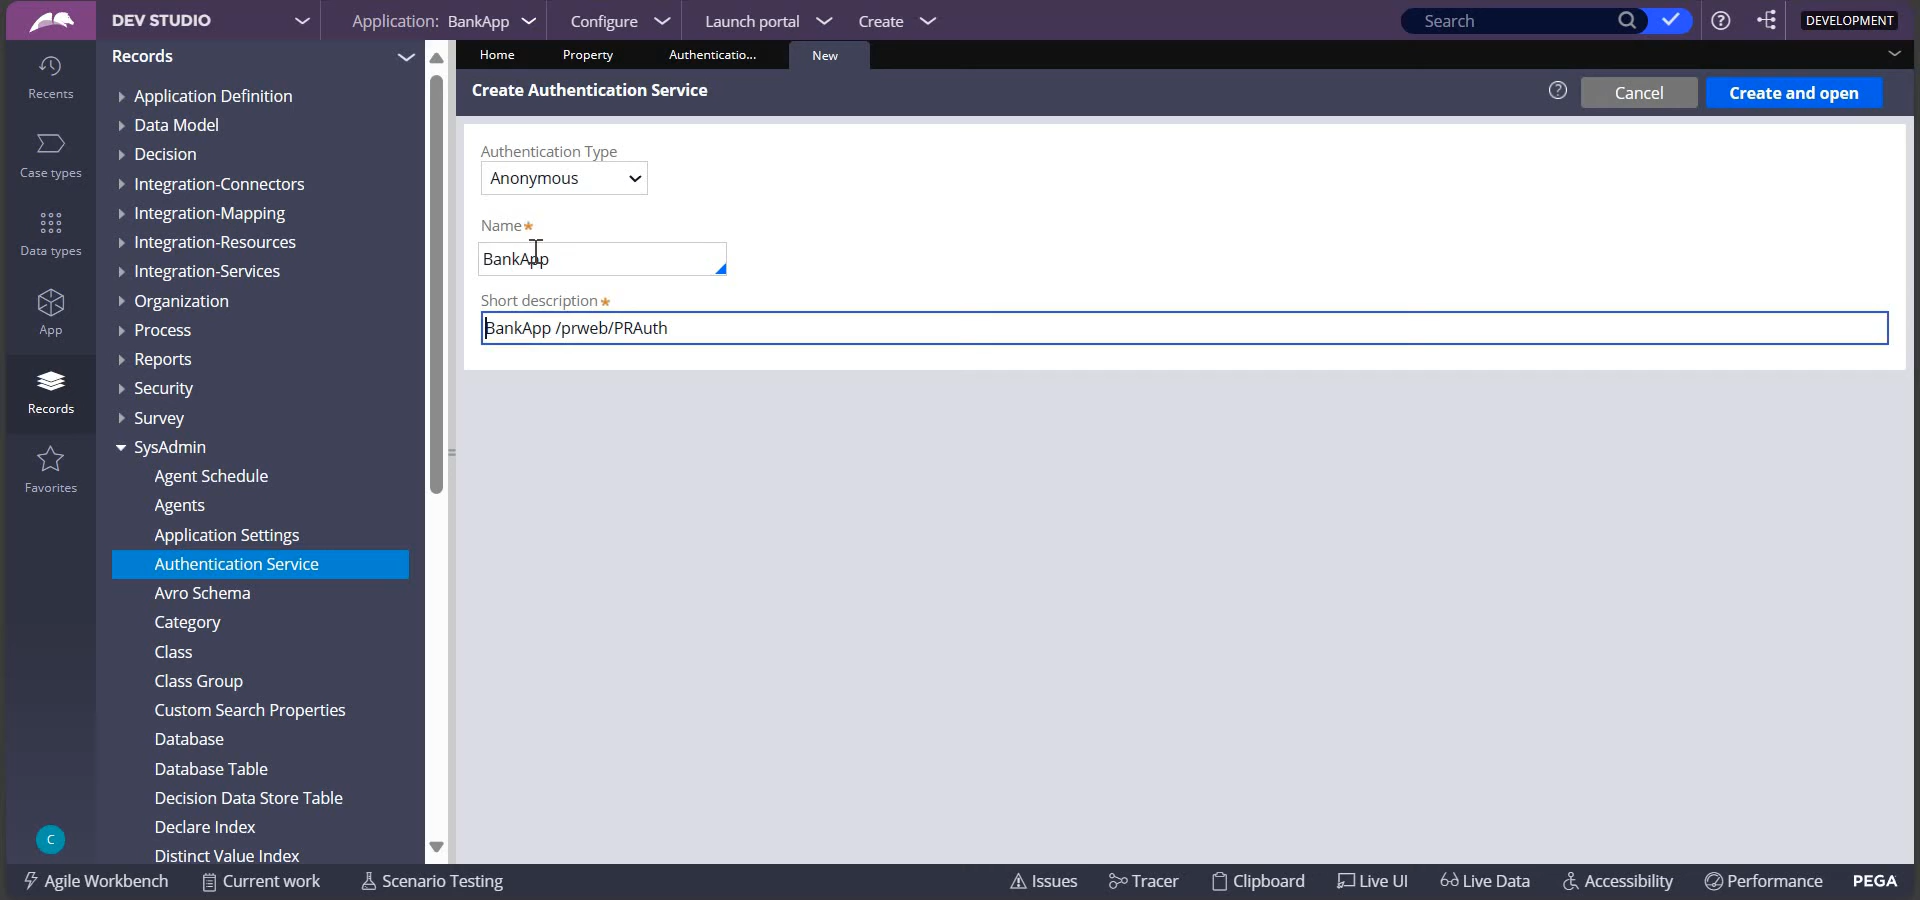 DEV STUDIO
Application: BankApp
Configure
Launch portal
Create
Search
DEVELOPMENT
Recents
Case types
Data types
App
Records
Favorites
C
Records
Application Definition
Data Model
Decision
Integration-Connectors
Integration-Mapping
Integration-Resources
Integration-Services
Organization
Process
Reports
Security
Survey
SysAdmin
Agent Schedule
Agents
Application Settings
Authentication Service
Avro Schema
Category
Class
Class Group
Custom Search Properties
Database
Database Table
Decision Data Store Table
Declare Index
Distinct Value Index
Home
Property
Authenticatio...
New
Create Authentication Service
Cancel
Create and open
Authentication Type
Anonymous
Name*
BankApp
Short description*
BankApp /prweb/PRAuth
Agile Workbench
Current work
Scenario Testing
Issues
Tracer
Clipboard
Live UI
Live Data
Accessibility
Performance
PEGA